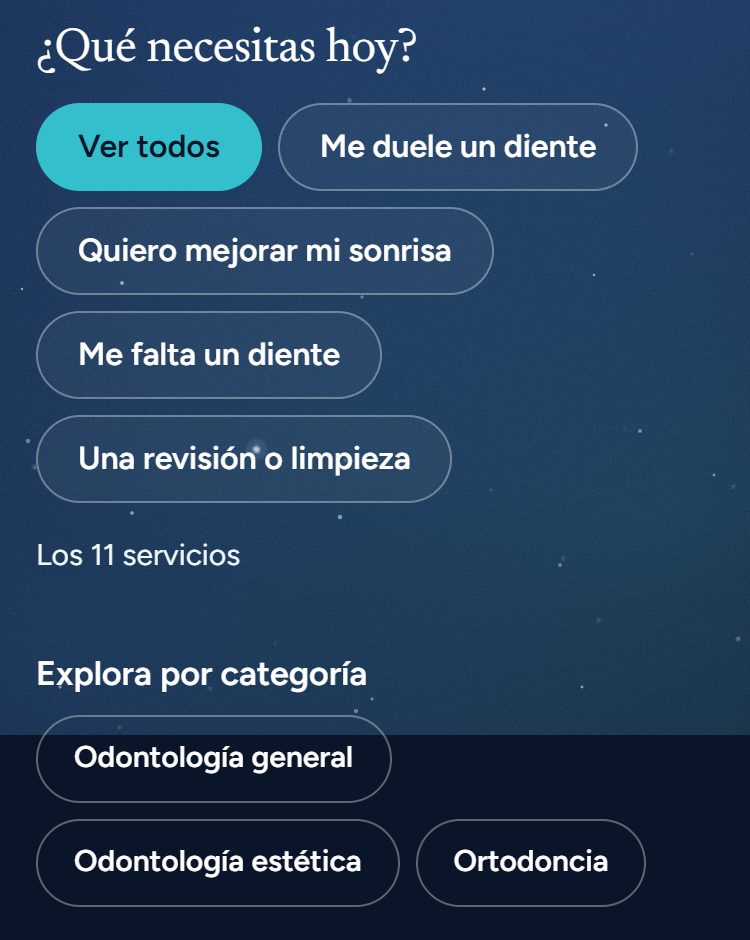 ¿Qué necesitas hoy?
Ver todos
Me duele un diente
Quiero mejorar mi sonrisa
Me falta un diente
Una revisión o limpieza
Los 11 servicios
Explora por categoría
Odontología general
Odontología estética
Ortodoncia